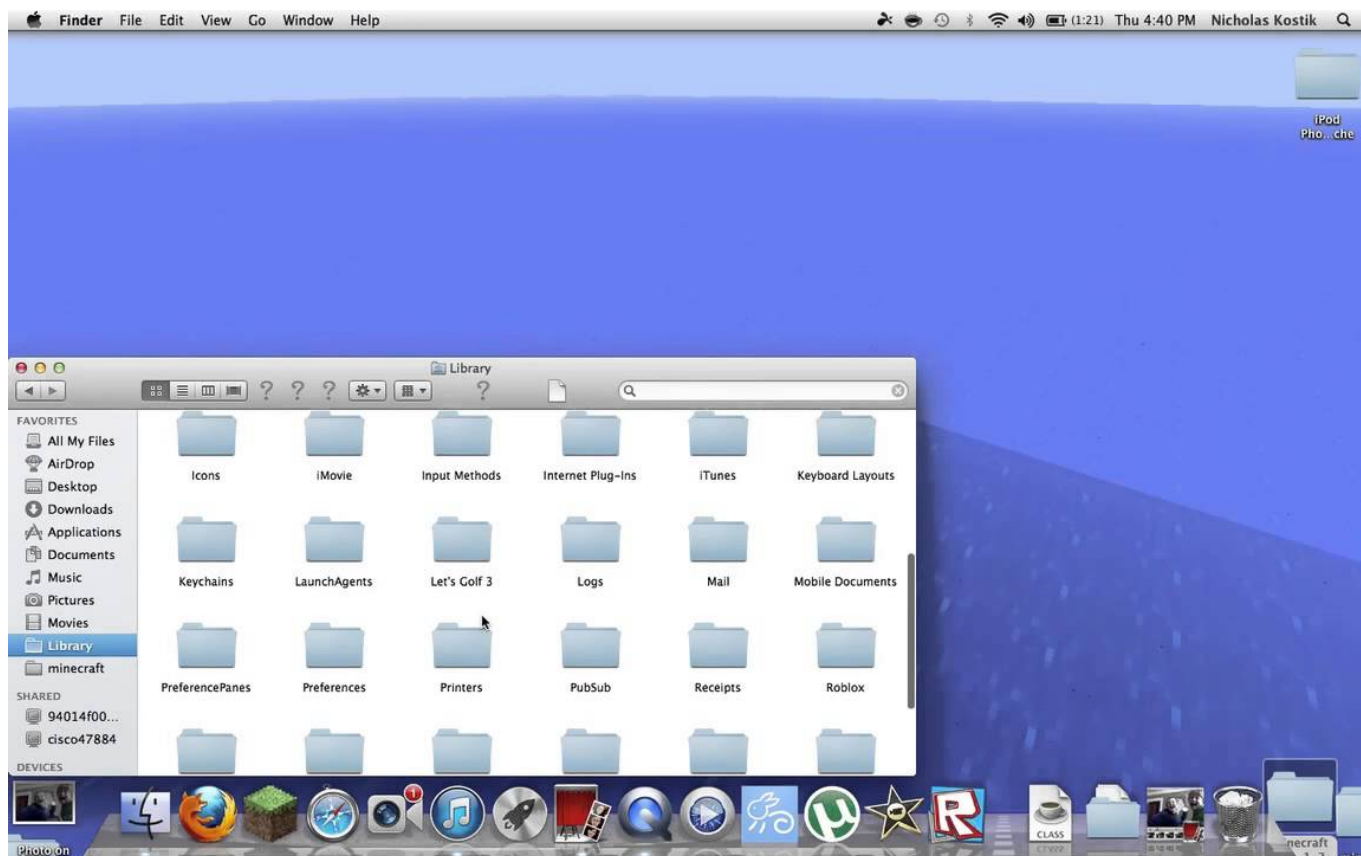 Finder File Edit View Go Window Help (1:21) Thu 4:40 PM Nicholas Kostik
iPod
Pho...che
Library
FAVORITES
All My Files
AirDrop
Desktop
Downloads
Applications
Documents
Music
Pictures
Movies
Library
minecraft
SHARED
94014f00...
cisco47884
DEVICES
Icons iMovie Input Methods Internet Plug-Ins iTunes Keyboard Layouts
Keychains LaunchAgents Let's Golf 3 Logs Mail Mobile Documents
PreferencePanes Preferences Printers PubSub Receipts Roblox
1
CLASS
Photo on
necraft